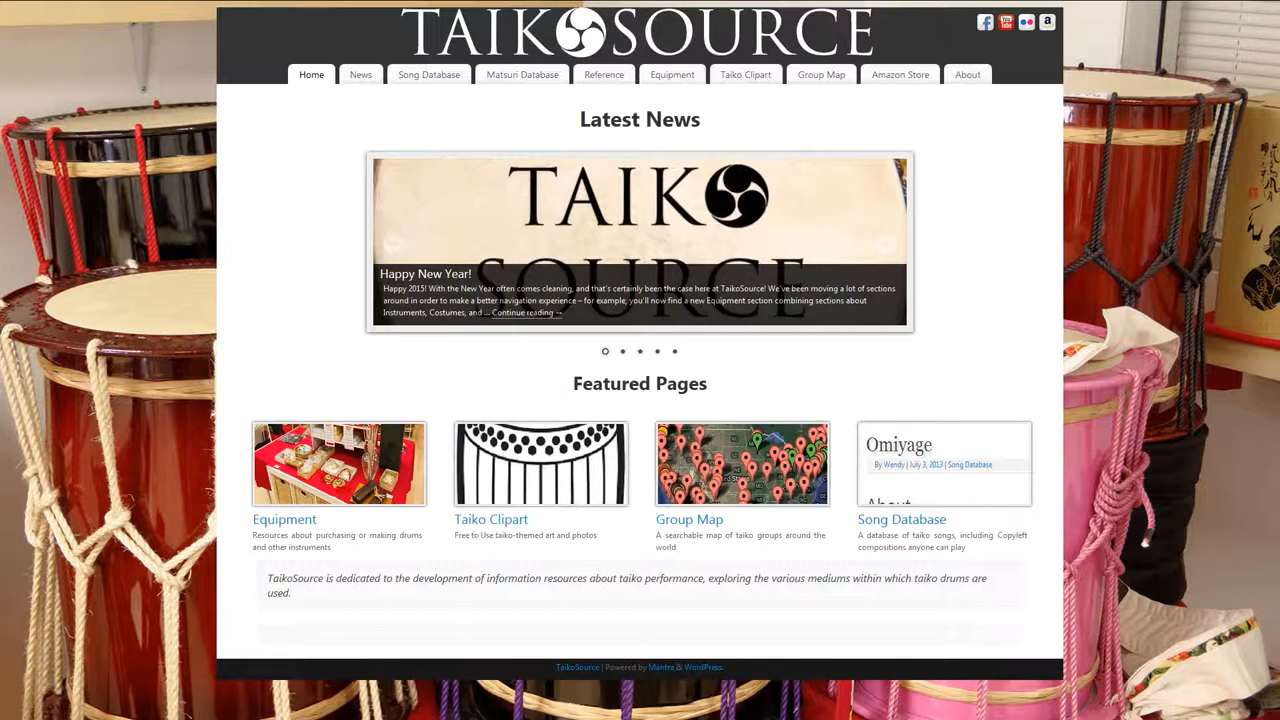 TAIKOSOURCE
Home
News
Song Database
Matsuri Database
Reference
Equipment
Taiko Clipart
Group Map
Amazon Store
About
Latest News
TAIKO
SOURCE
Happy New Year!
Happy 2015! With the New Year often comes cleaning, and that's certainly been the case here at TaikoSource! We've been moving a lot of sections
around in order to make a better navigation experience – for example, you'll now find a new Equipment section combining sections about
Instruments, Costumes, and ... Continue reading →
Featured Pages
Omiyage
By Wendy | July 3, 2013 | Song Database
About
Equipment
Resources about purchasing or making drums
and other instruments
Taiko Clipart
Free to Use taiko-themed art and photos
Group Map
A searchable map of taiko groups around the
world
Song Database
A database of taiko songs, including Copyleft
compositions anyone can play
TaikoSource is dedicated to the development of information resources about taiko performance, exploring the various mediums within which taiko drums are
used.
TaikoSource | Powered by Mantra & WordPress.